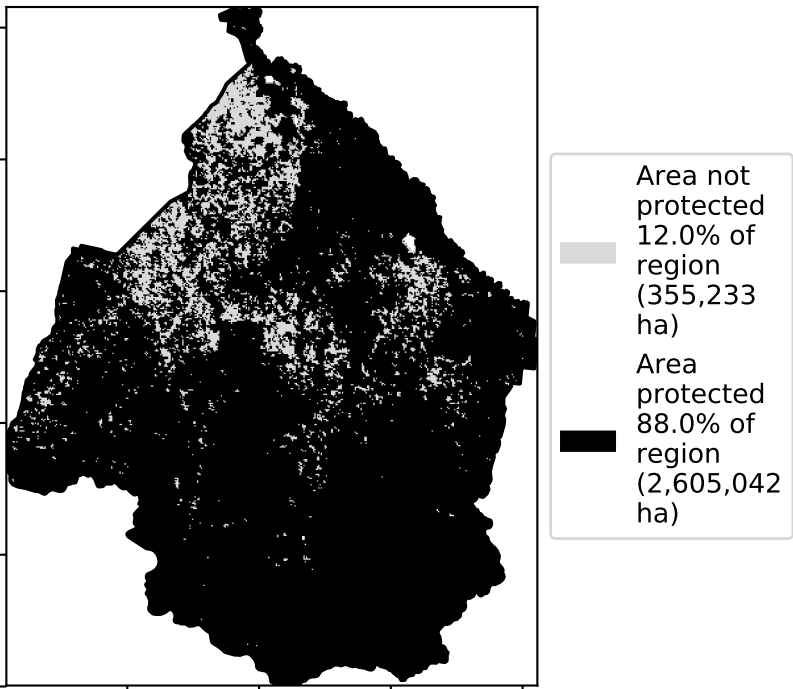 Area not
protected
12.0% of
region
(355,233
ha)
Area
protected
88.0% of
region
(2,605,042
ha)